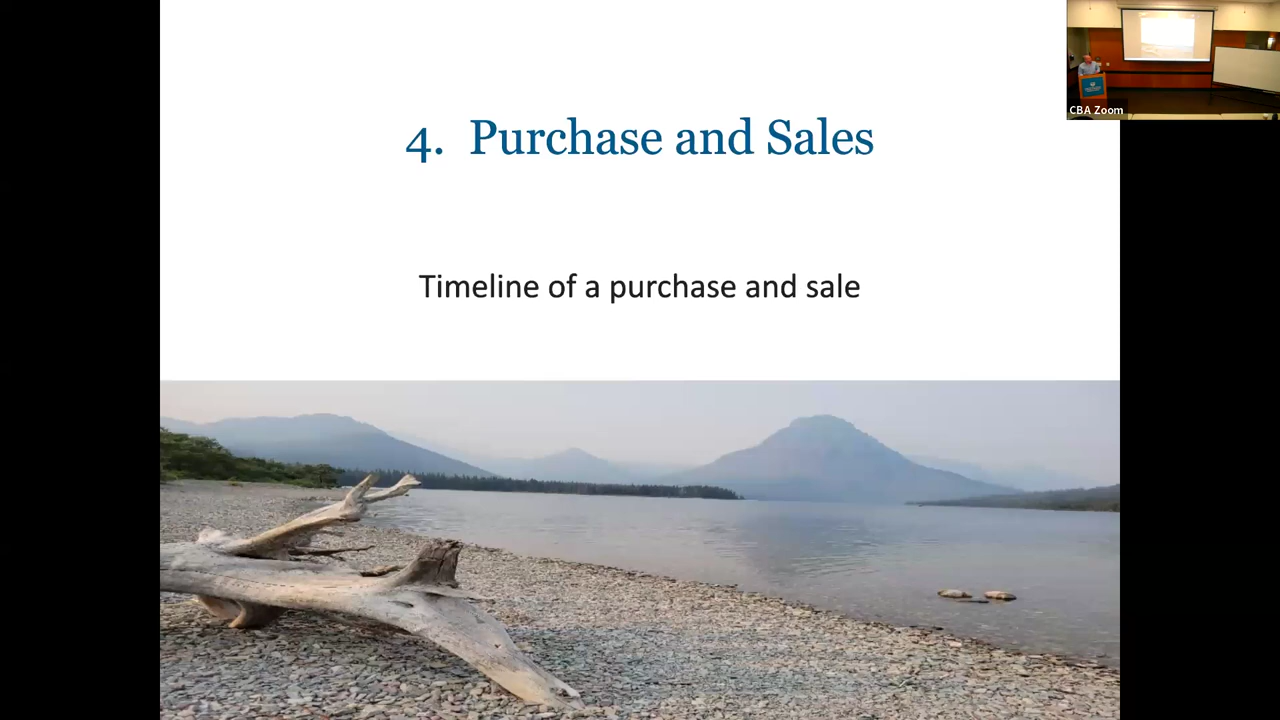 4. Purchase and Sales
Timeline of a purchase and sale
CBA Zoom